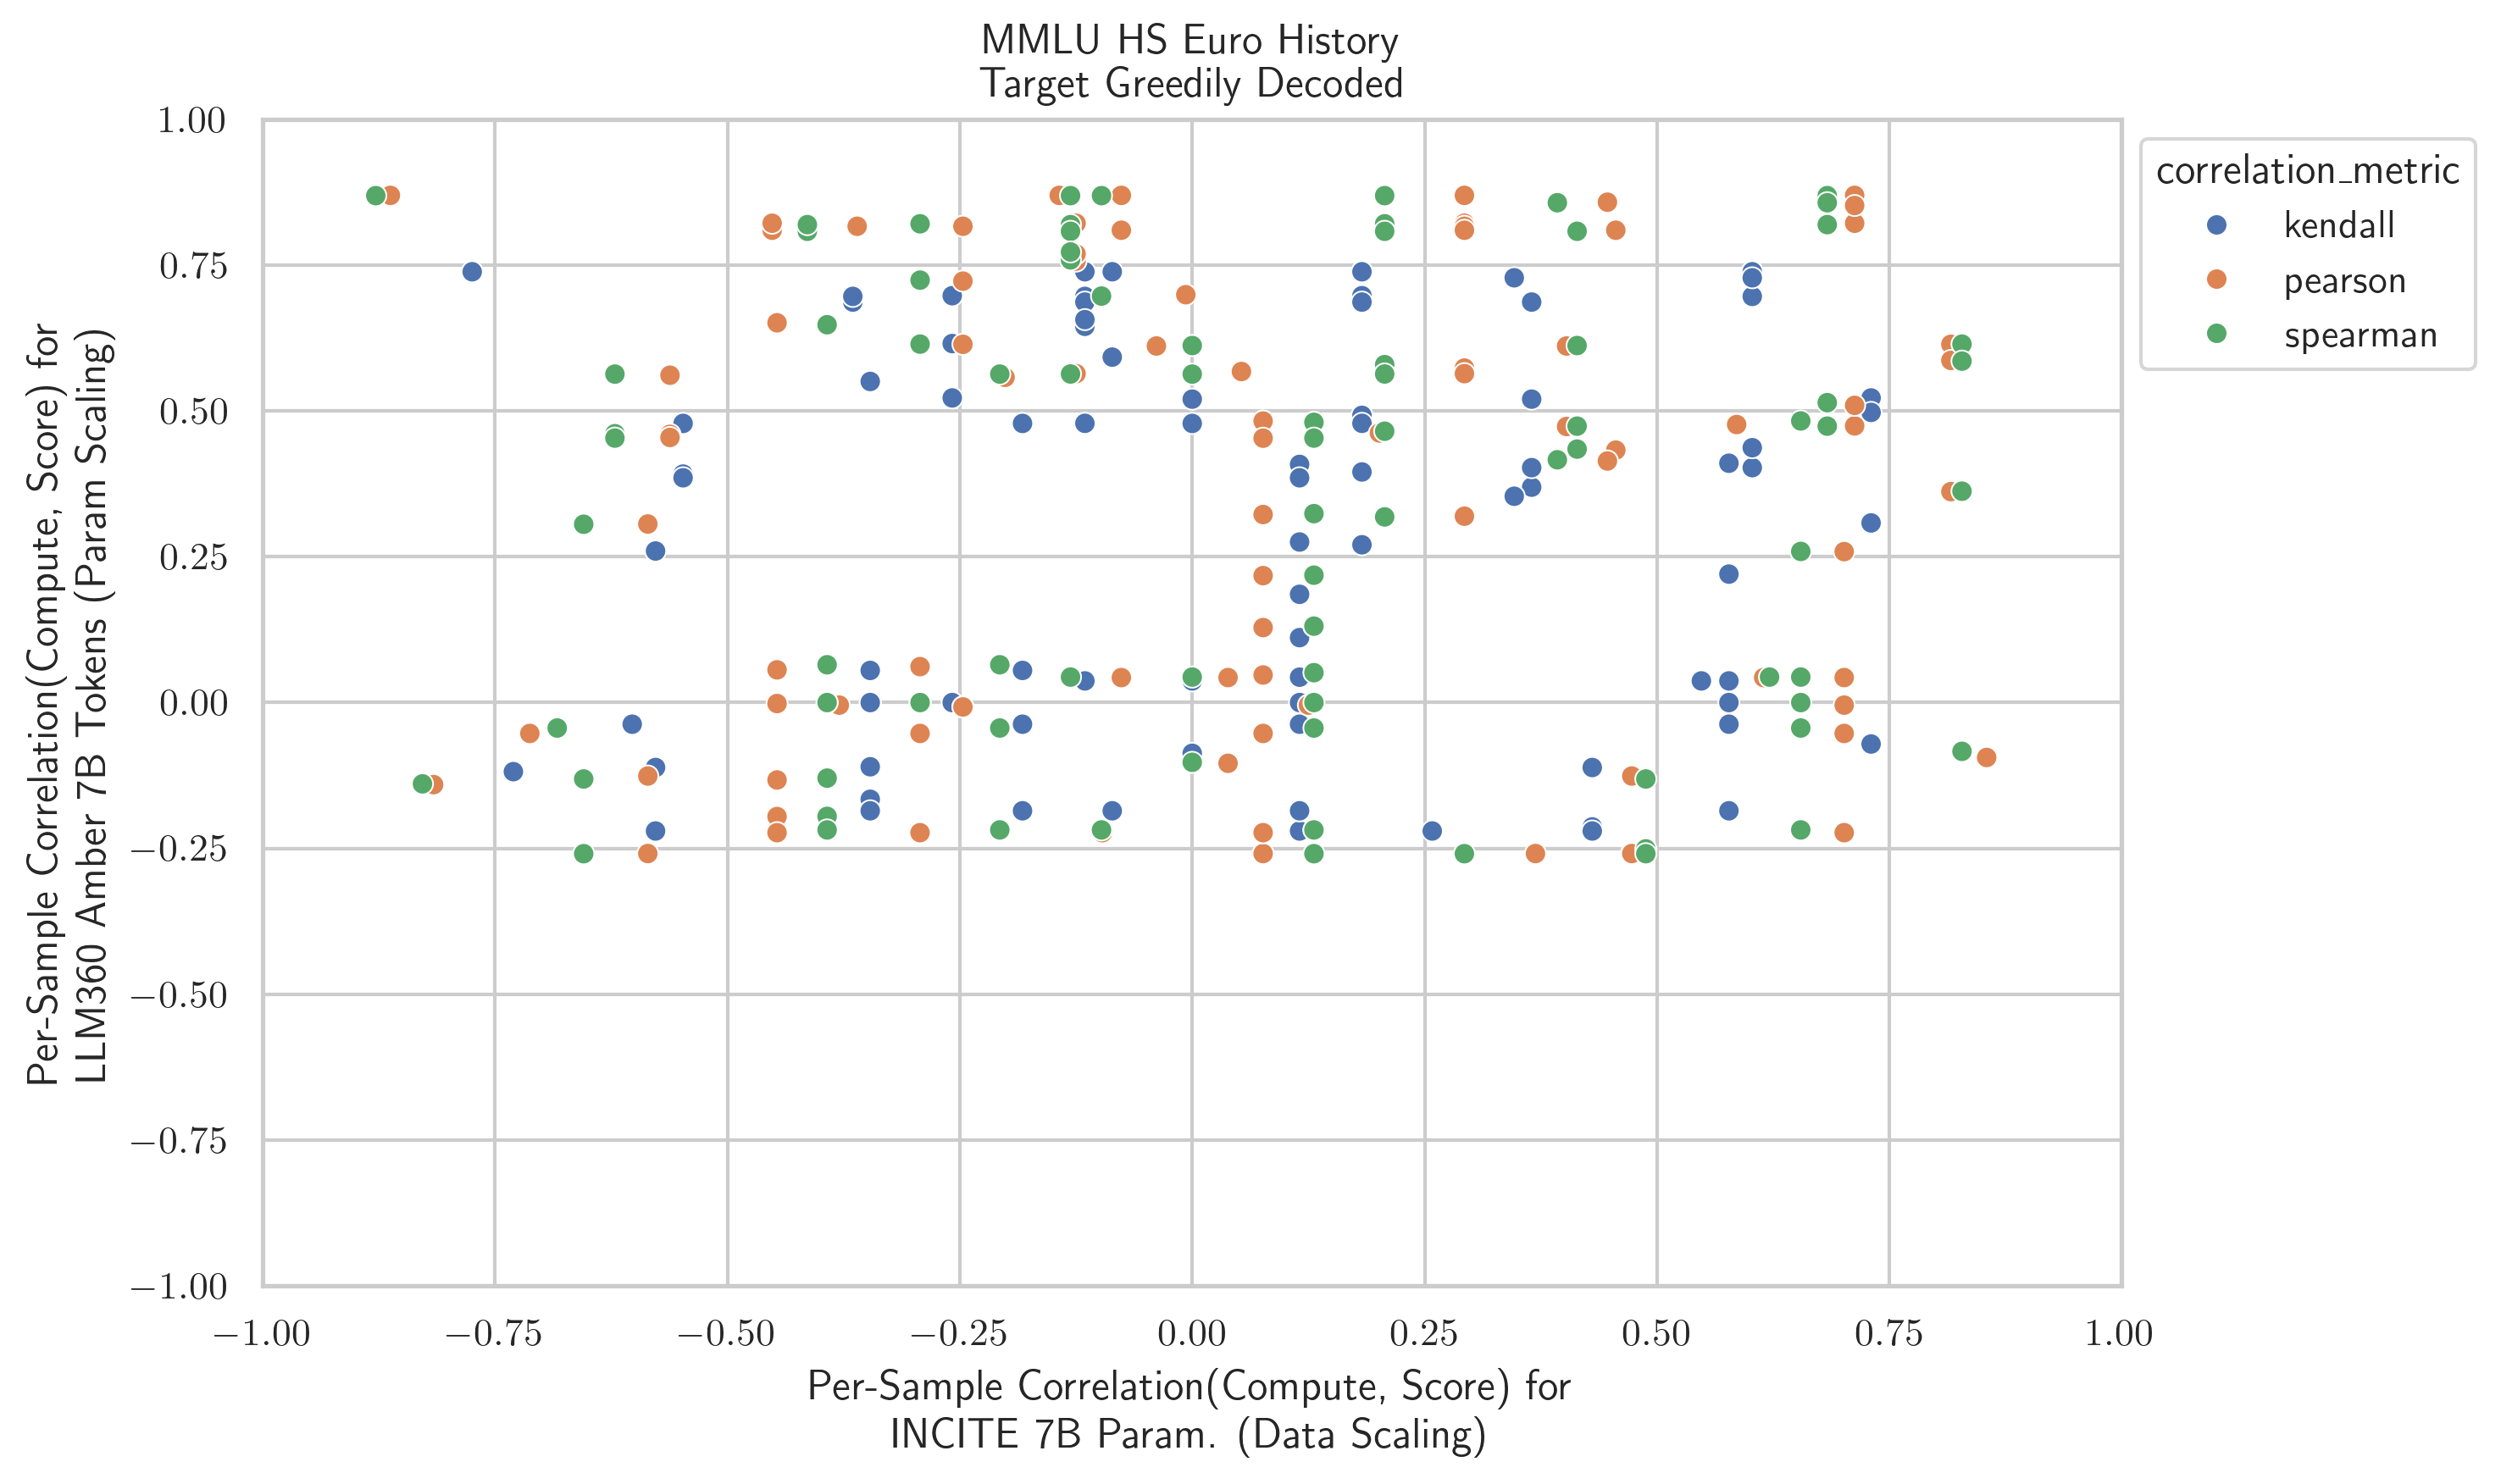 MMLU HS Euro History
Target Greedily Decoded
Per-Sample Correlation(Compute, Score) for
LLM360 Amber 7B Tokens (Param Scaling)
1.00
0.75
0.50
0.25
0.00
−0.25
−0.50
−0.75
−1.00
correlation_metric
kendall
pearson
spearman
−1.00 −0.75 −0.50 −0.25 0.00 0.25 0.50 0.75 1.00
Per-Sample Correlation(Compute, Score) for
INCITE 7B Param. (Data Scaling)